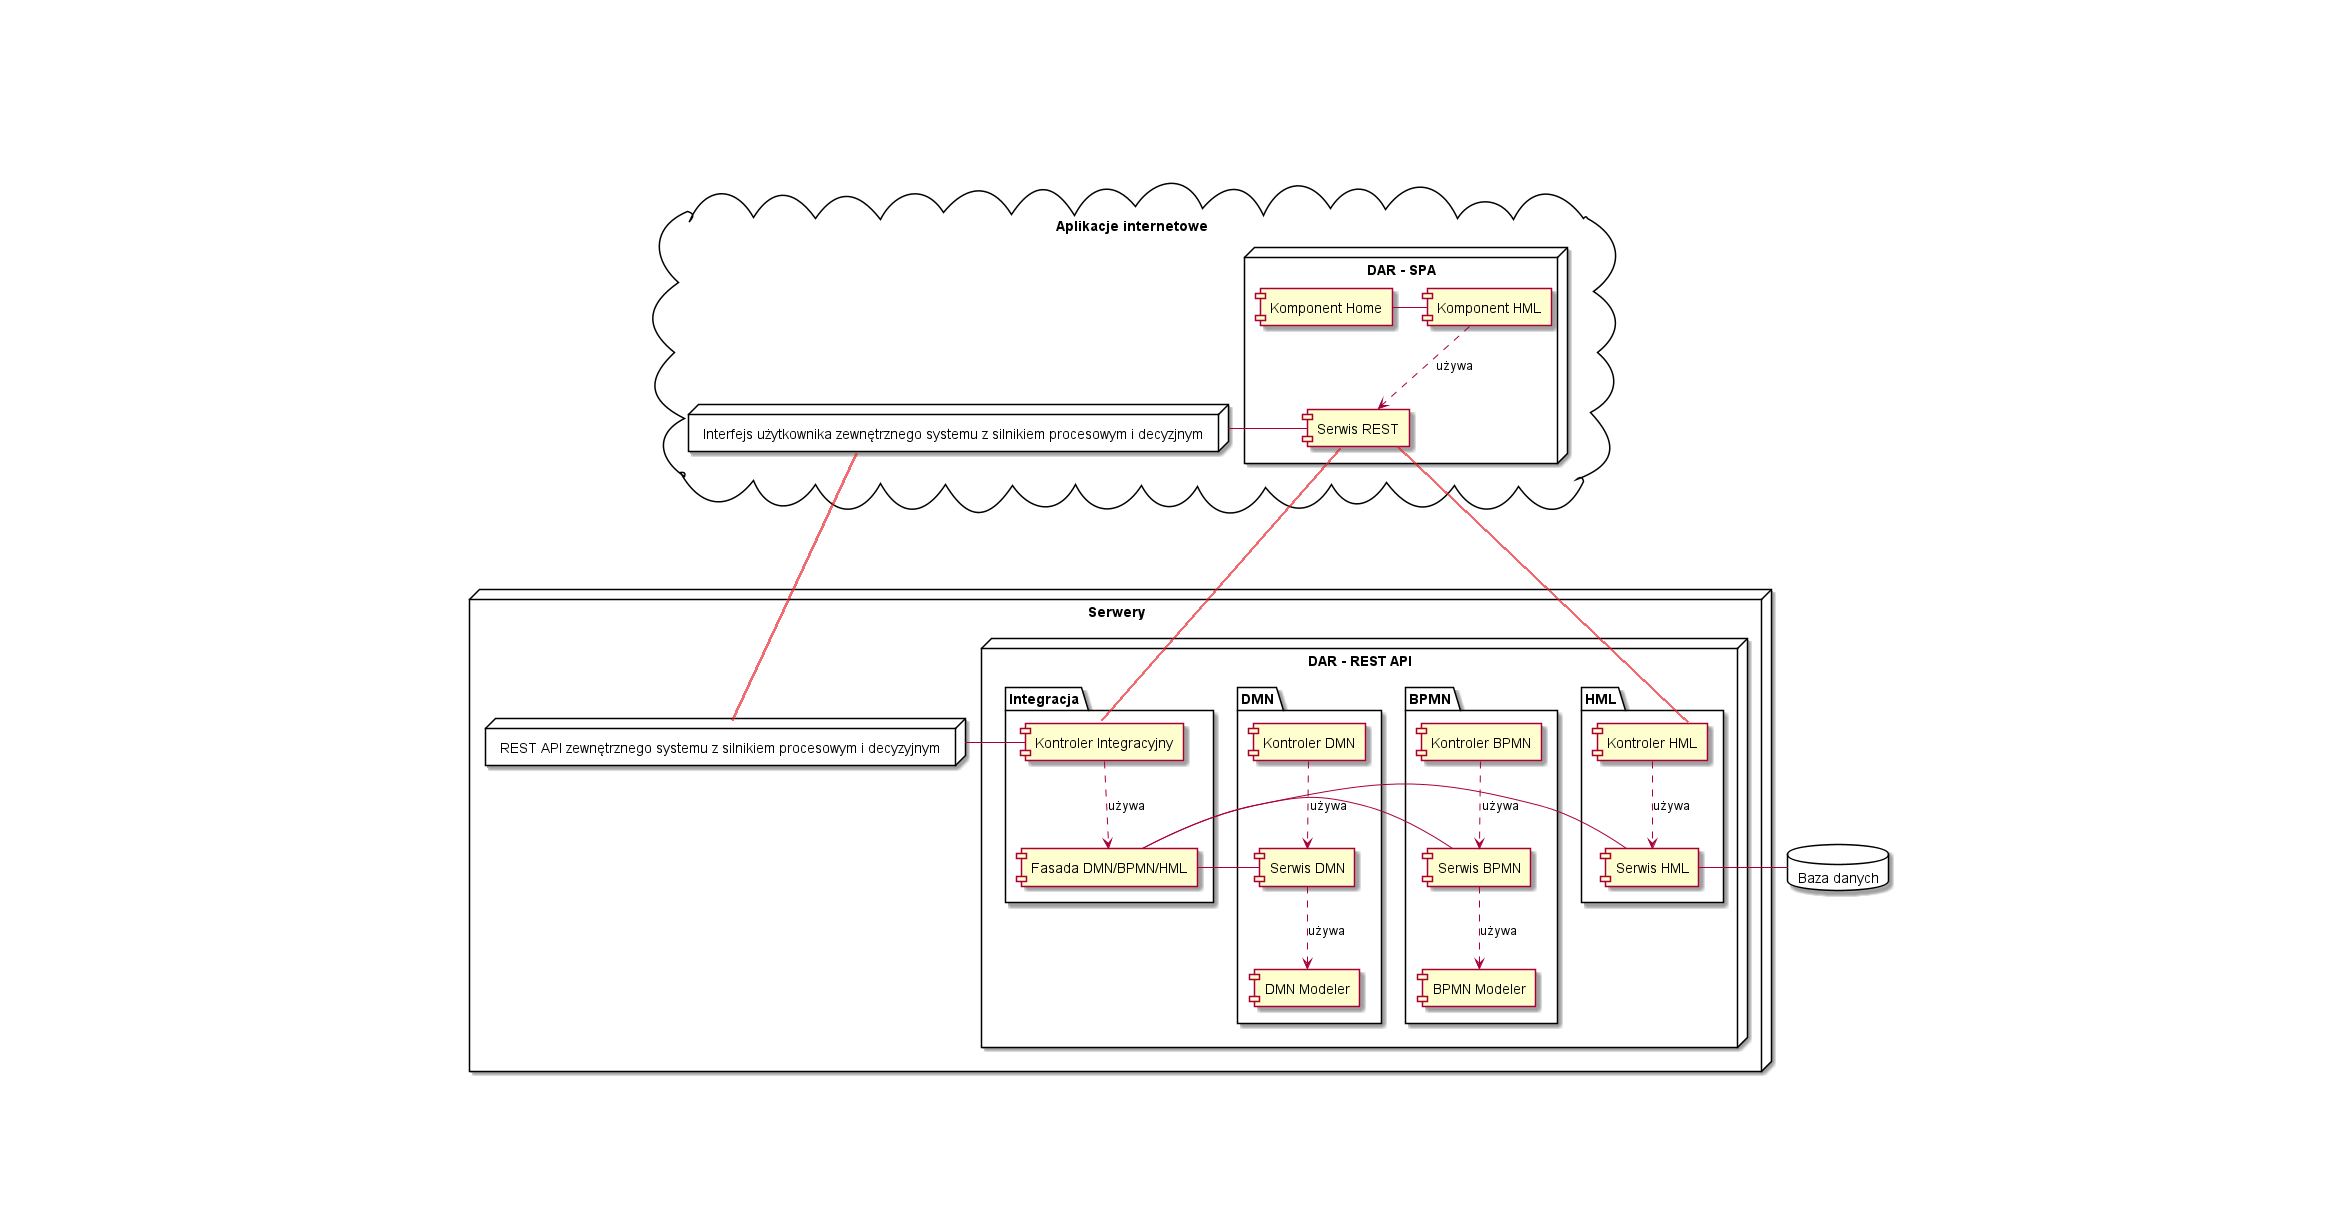 Aplikacje internetowe
DAR - SPA
Komponent Home
Komponent HML
używa
Interfejs użytkownika zewnętrznego systemu z silnikiem procesowym i decyzjnym
Serwis REST
Serwery
DAR - REST API
Integracja
DMN
BPMN
HML
REST API zewnętrznego systemu z silnikiem procesowym i decyzyjnym
Kontroler Integracyjny
Kontroler DMN
Kontroler BPMN
Kontroler HML
używa
używa
używa
używa
Fasada DMN/BPMN/HML
Serwis DMN
Serwis BPMN
Serwis HML
Baza danych
używa
używa
DMN Modeler
BPMN Modeler